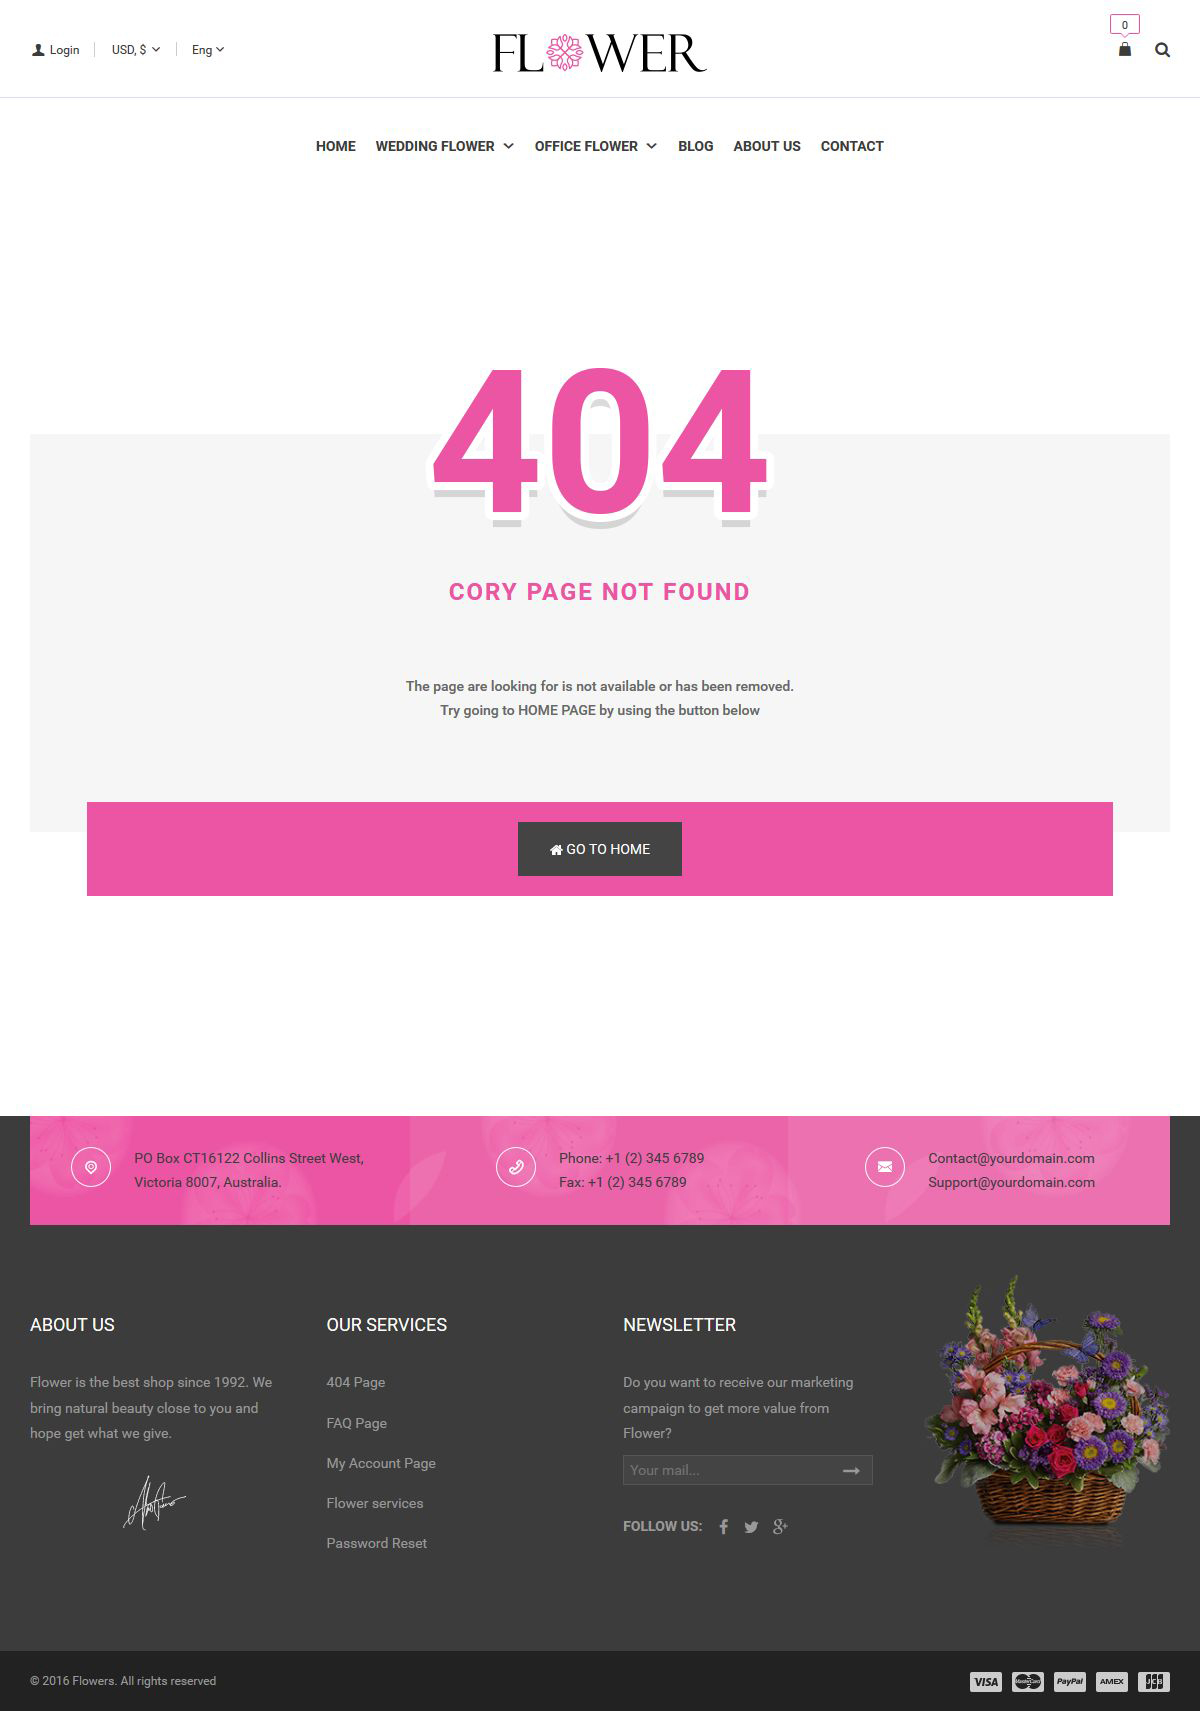 Login
USD, $
Eng
FLOWER
0
HOME WEDDING FLOWER OFFICE FLOWER BLOG ABOUT US CONTACT
404
CORY PAGE NOT FOUND
The page are looking for is not available or has been removed.
Try going to HOME PAGE by using the button below
GO TO HOME
PO Box CT16122 Collins Street West,
Victoria 8007, Australia.
Phone: +1 (2) 345 6789
Fax: +1 (2) 345 6789
Contact@yourdomain.com
Support@yourdomain.com
ABOUT US
Flower is the best shop since 1992. We
bring natural beauty close to you and
hope get what we give.
OUR SERVICES
404 Page
FAQ Page
My Account Page
Flower services
Password Reset
NEWSLETTER
Do you want to receive our marketing
campaign to get more value from
Flower?
Your mail...
FOLLOW US:
© 2016 Flowers. All rights reserved
VISA
MasterCard
PayPal
AMEX
JCB